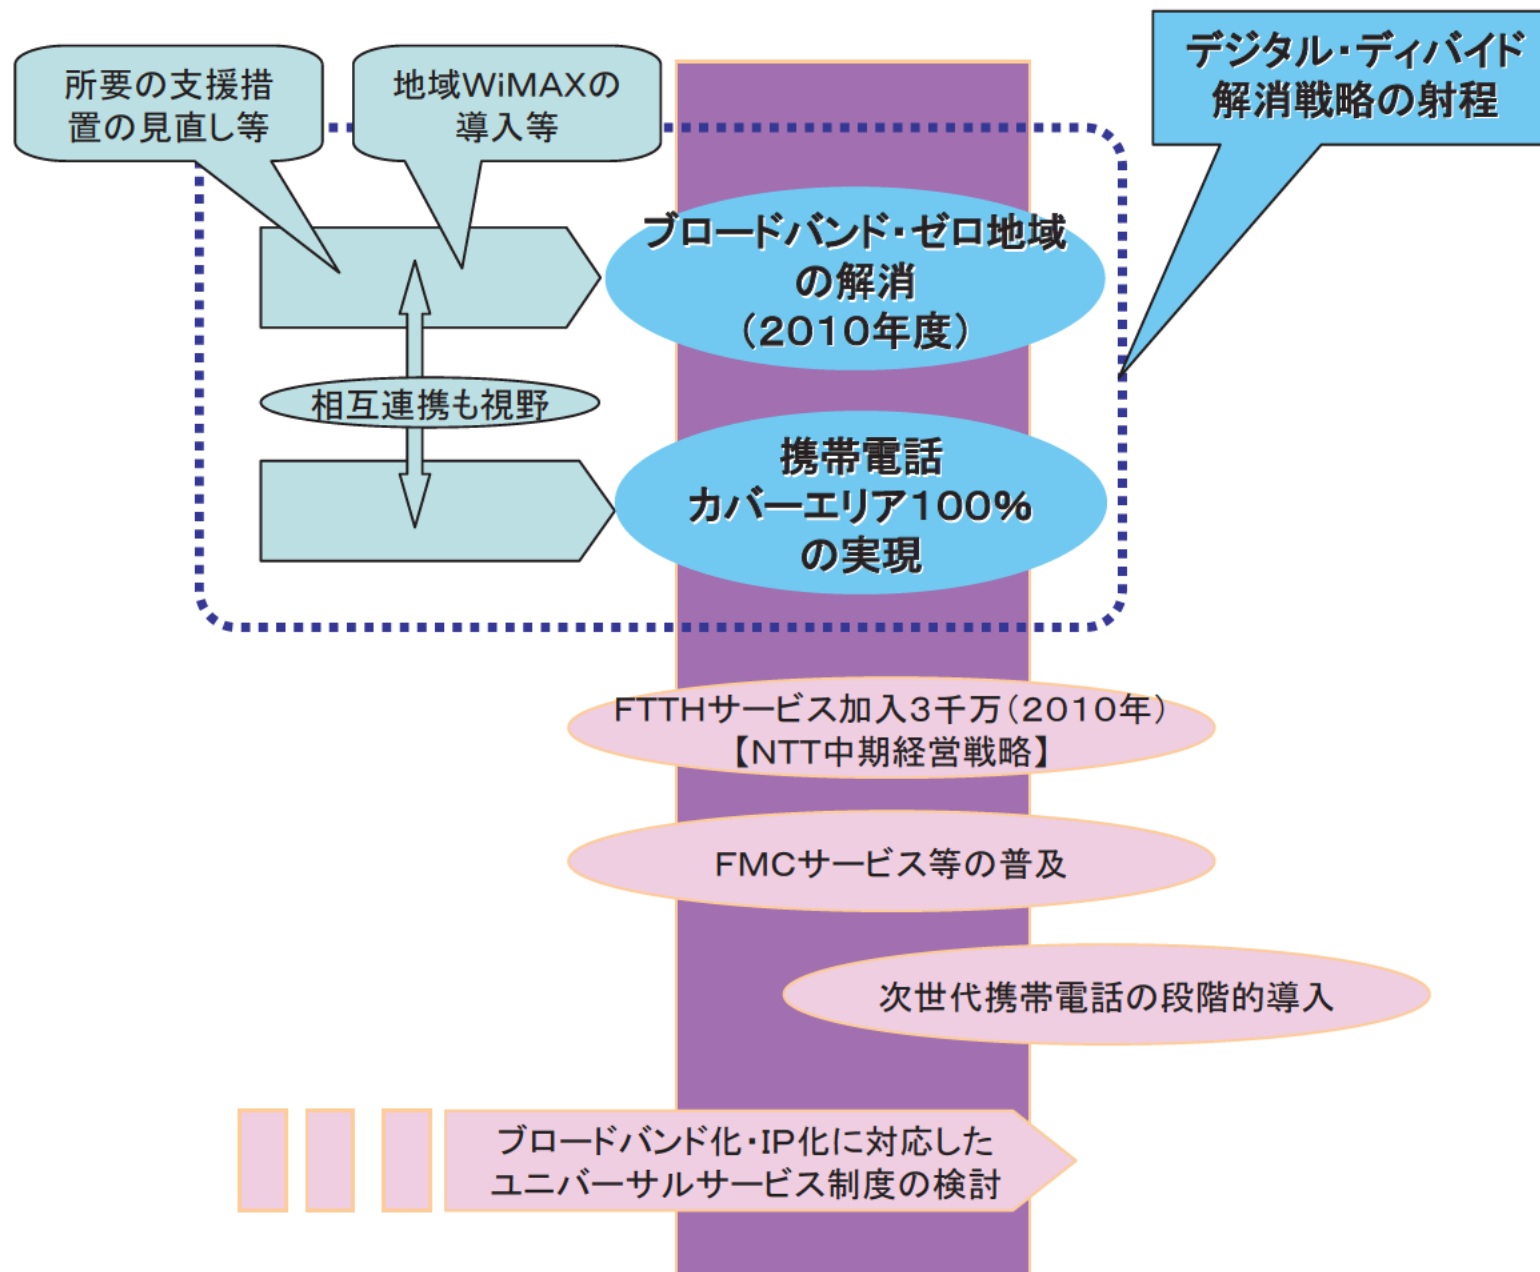 所要の支援措
置の見直し等
地域WiMAXの
導入等
デジタル・ディバイド
解消戦略の射程
ブロードバンド・ゼロ地域
の解消
（2010年度）
相互連携も視野
携帯電話
カバーエリア100%
の実現
FTTHサービス加入3千万（2010年）
【NTT中期経営戦略】
FMCサービス等の普及
次世代携帯電話の段階的導入
ブロードバンド化・IP化に対応した
ユニバーサルサービス制度の検討